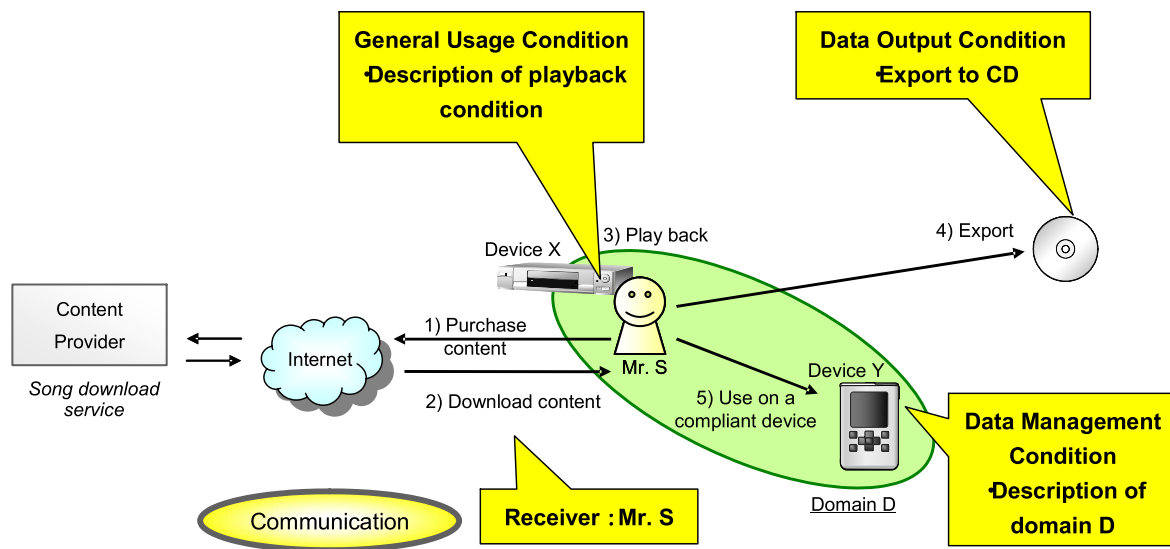 General Usage Condition
•Description of playback
condition
Data Output Condition
•Export to CD
Device X
3) Play back
4) Export
Content
Provider
Song download
service
Internet
1) Purchase
content
2) Download content
Mr. S
Device Y
5) Use on a
compliant device
Domain D
Data Management
Condition
•Description of
domain D
Communication
Receiver : Mr. S